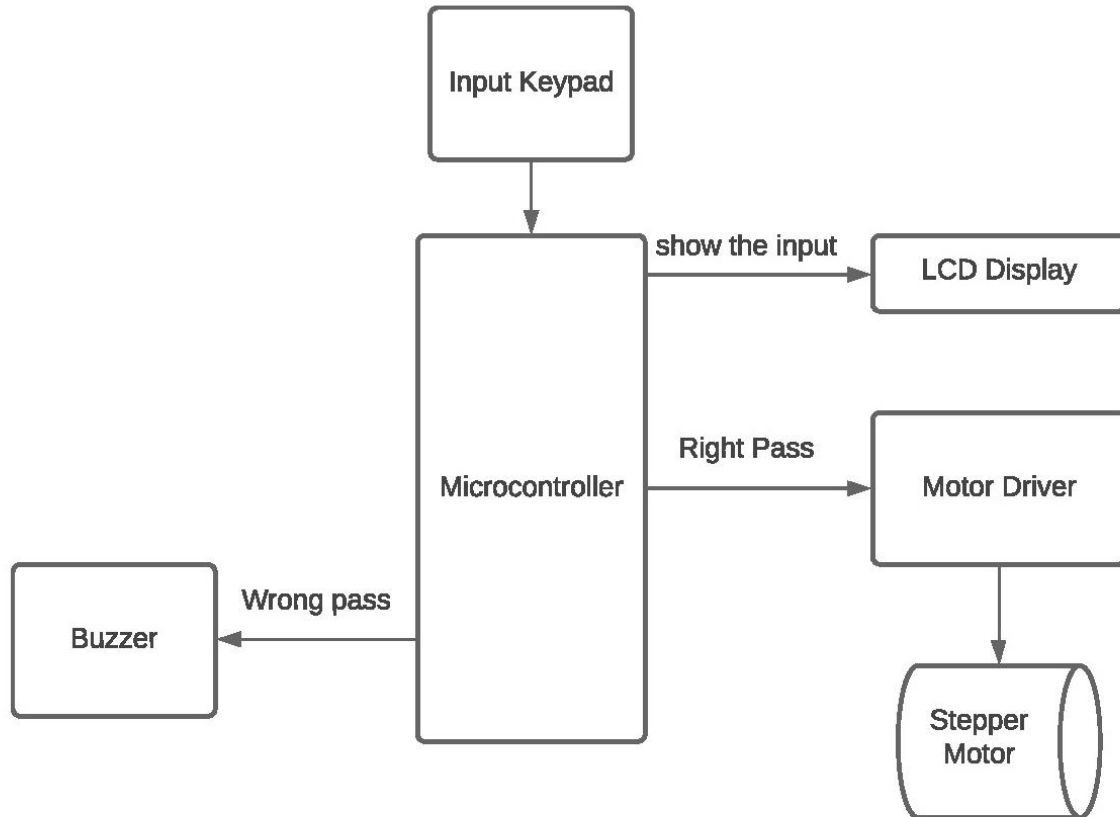 Input Keypad
show the input
LCD Display
Right Pass
Microcontroller
Motor Driver
Wrong pass
Buzzer
Stepper
Motor